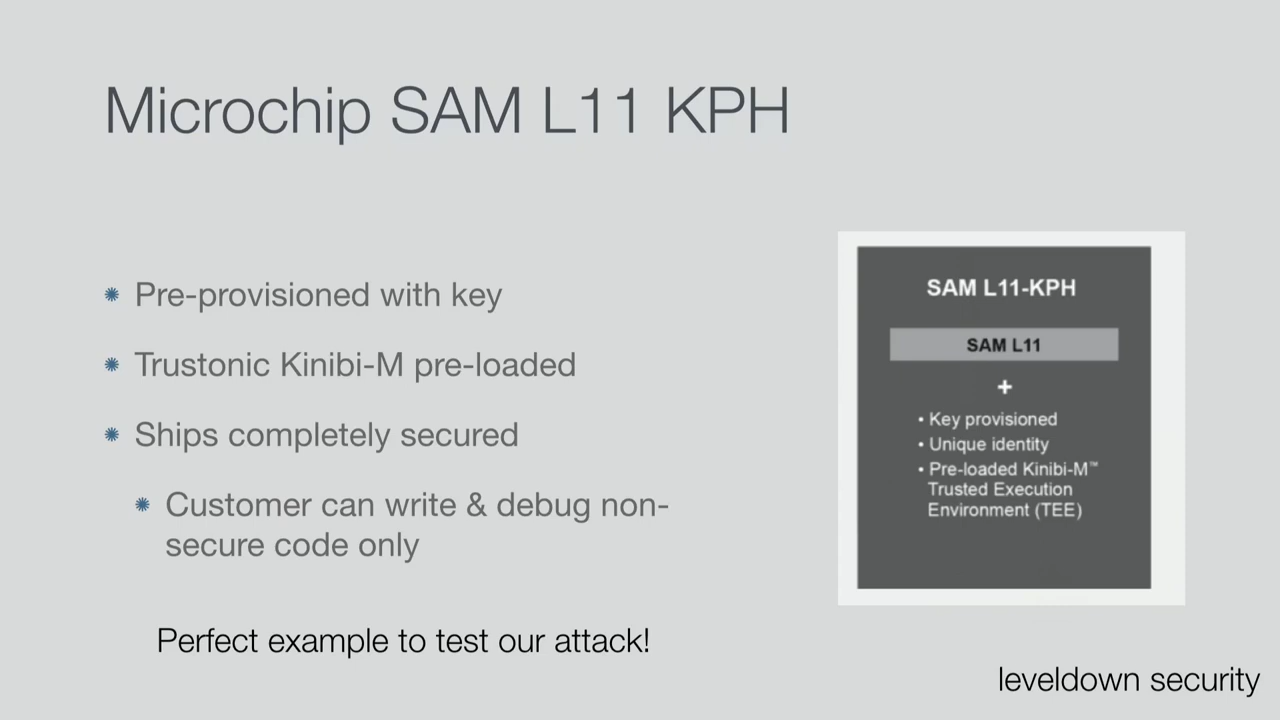 Microchip SAM L11 KPH
Pre-provisioned with key
Trustonic Kinibi-M pre-loaded
Ships completely secured
Customer can write & debug non-
secure code only
Perfect example to test our attack!
SAM L11-KPH
SAM L11
+
• Key provisioned
• Unique identity
• Pre-loaded Kinibi-M™
Trusted Execution
Environment (TEE)
leveldown security